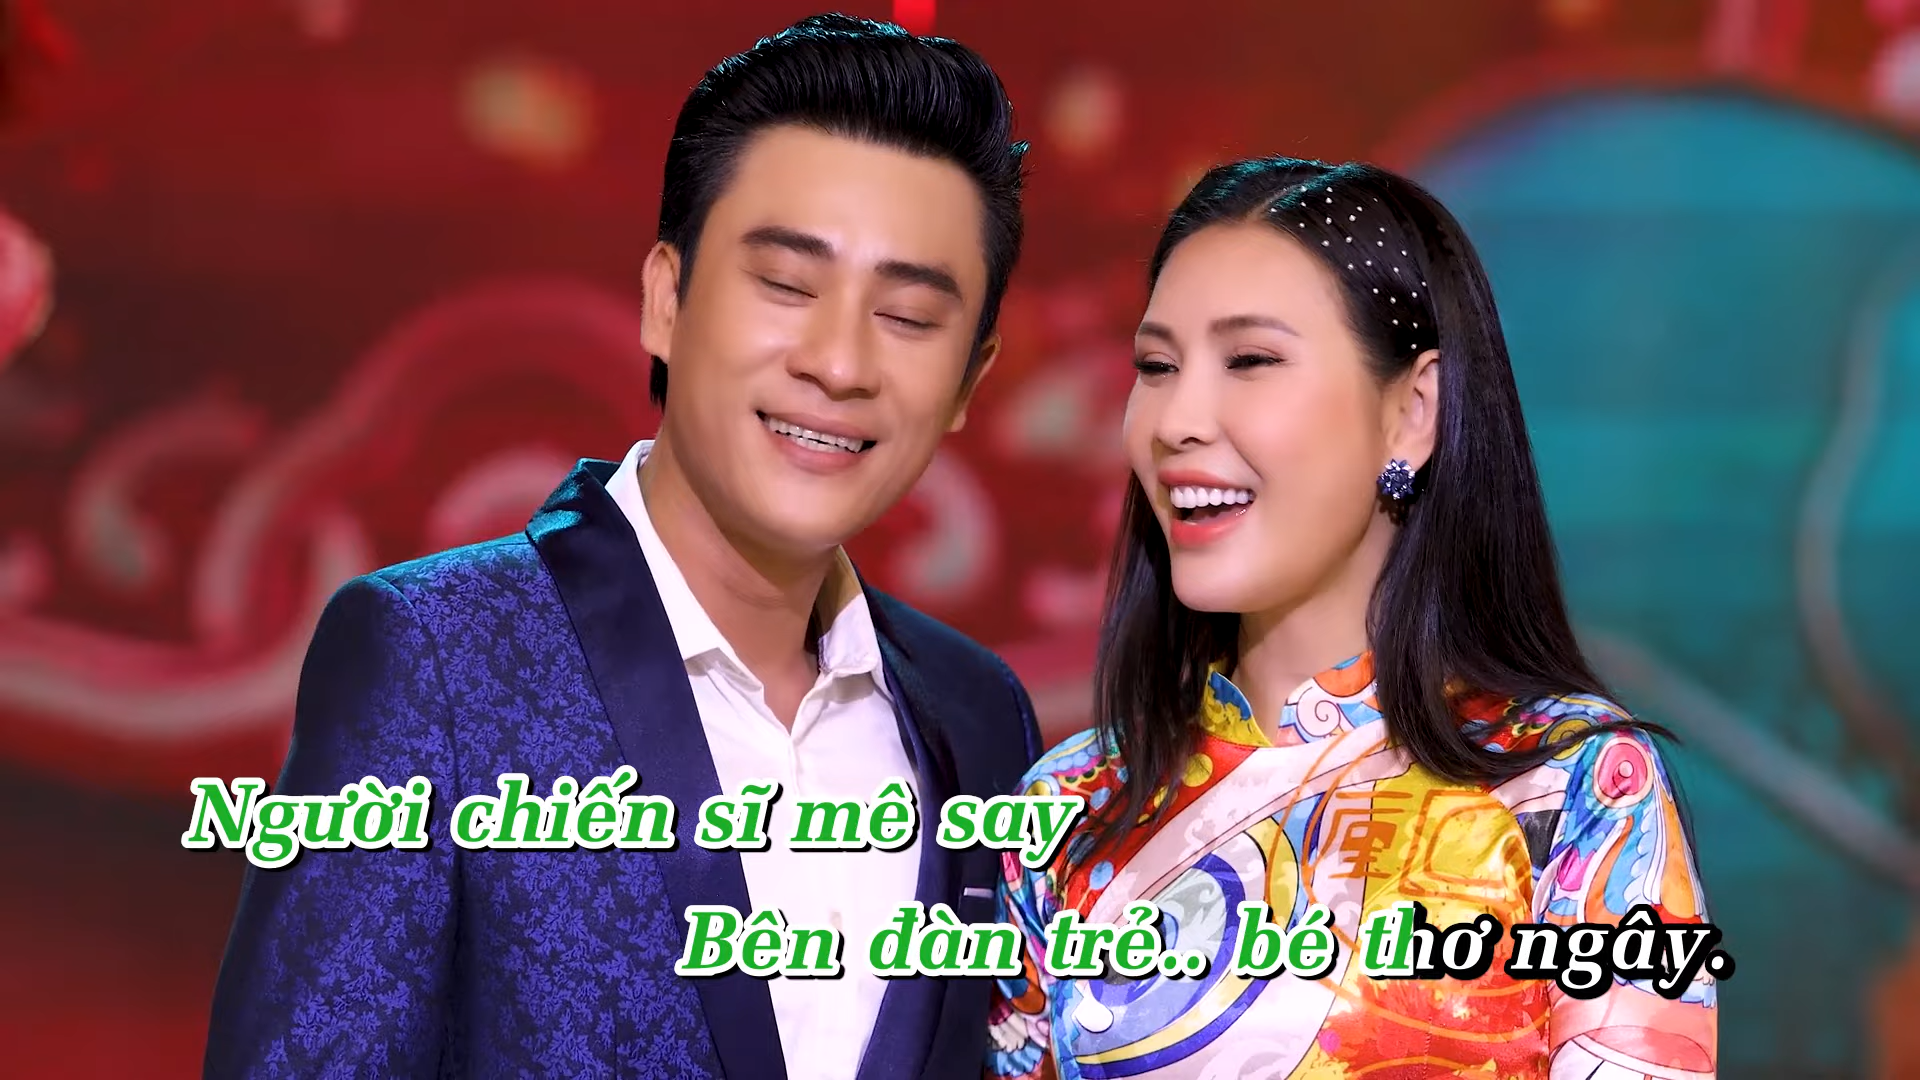 Người chiến sĩ mê say
Bên đàn trẻ.. bé thơ ngây.